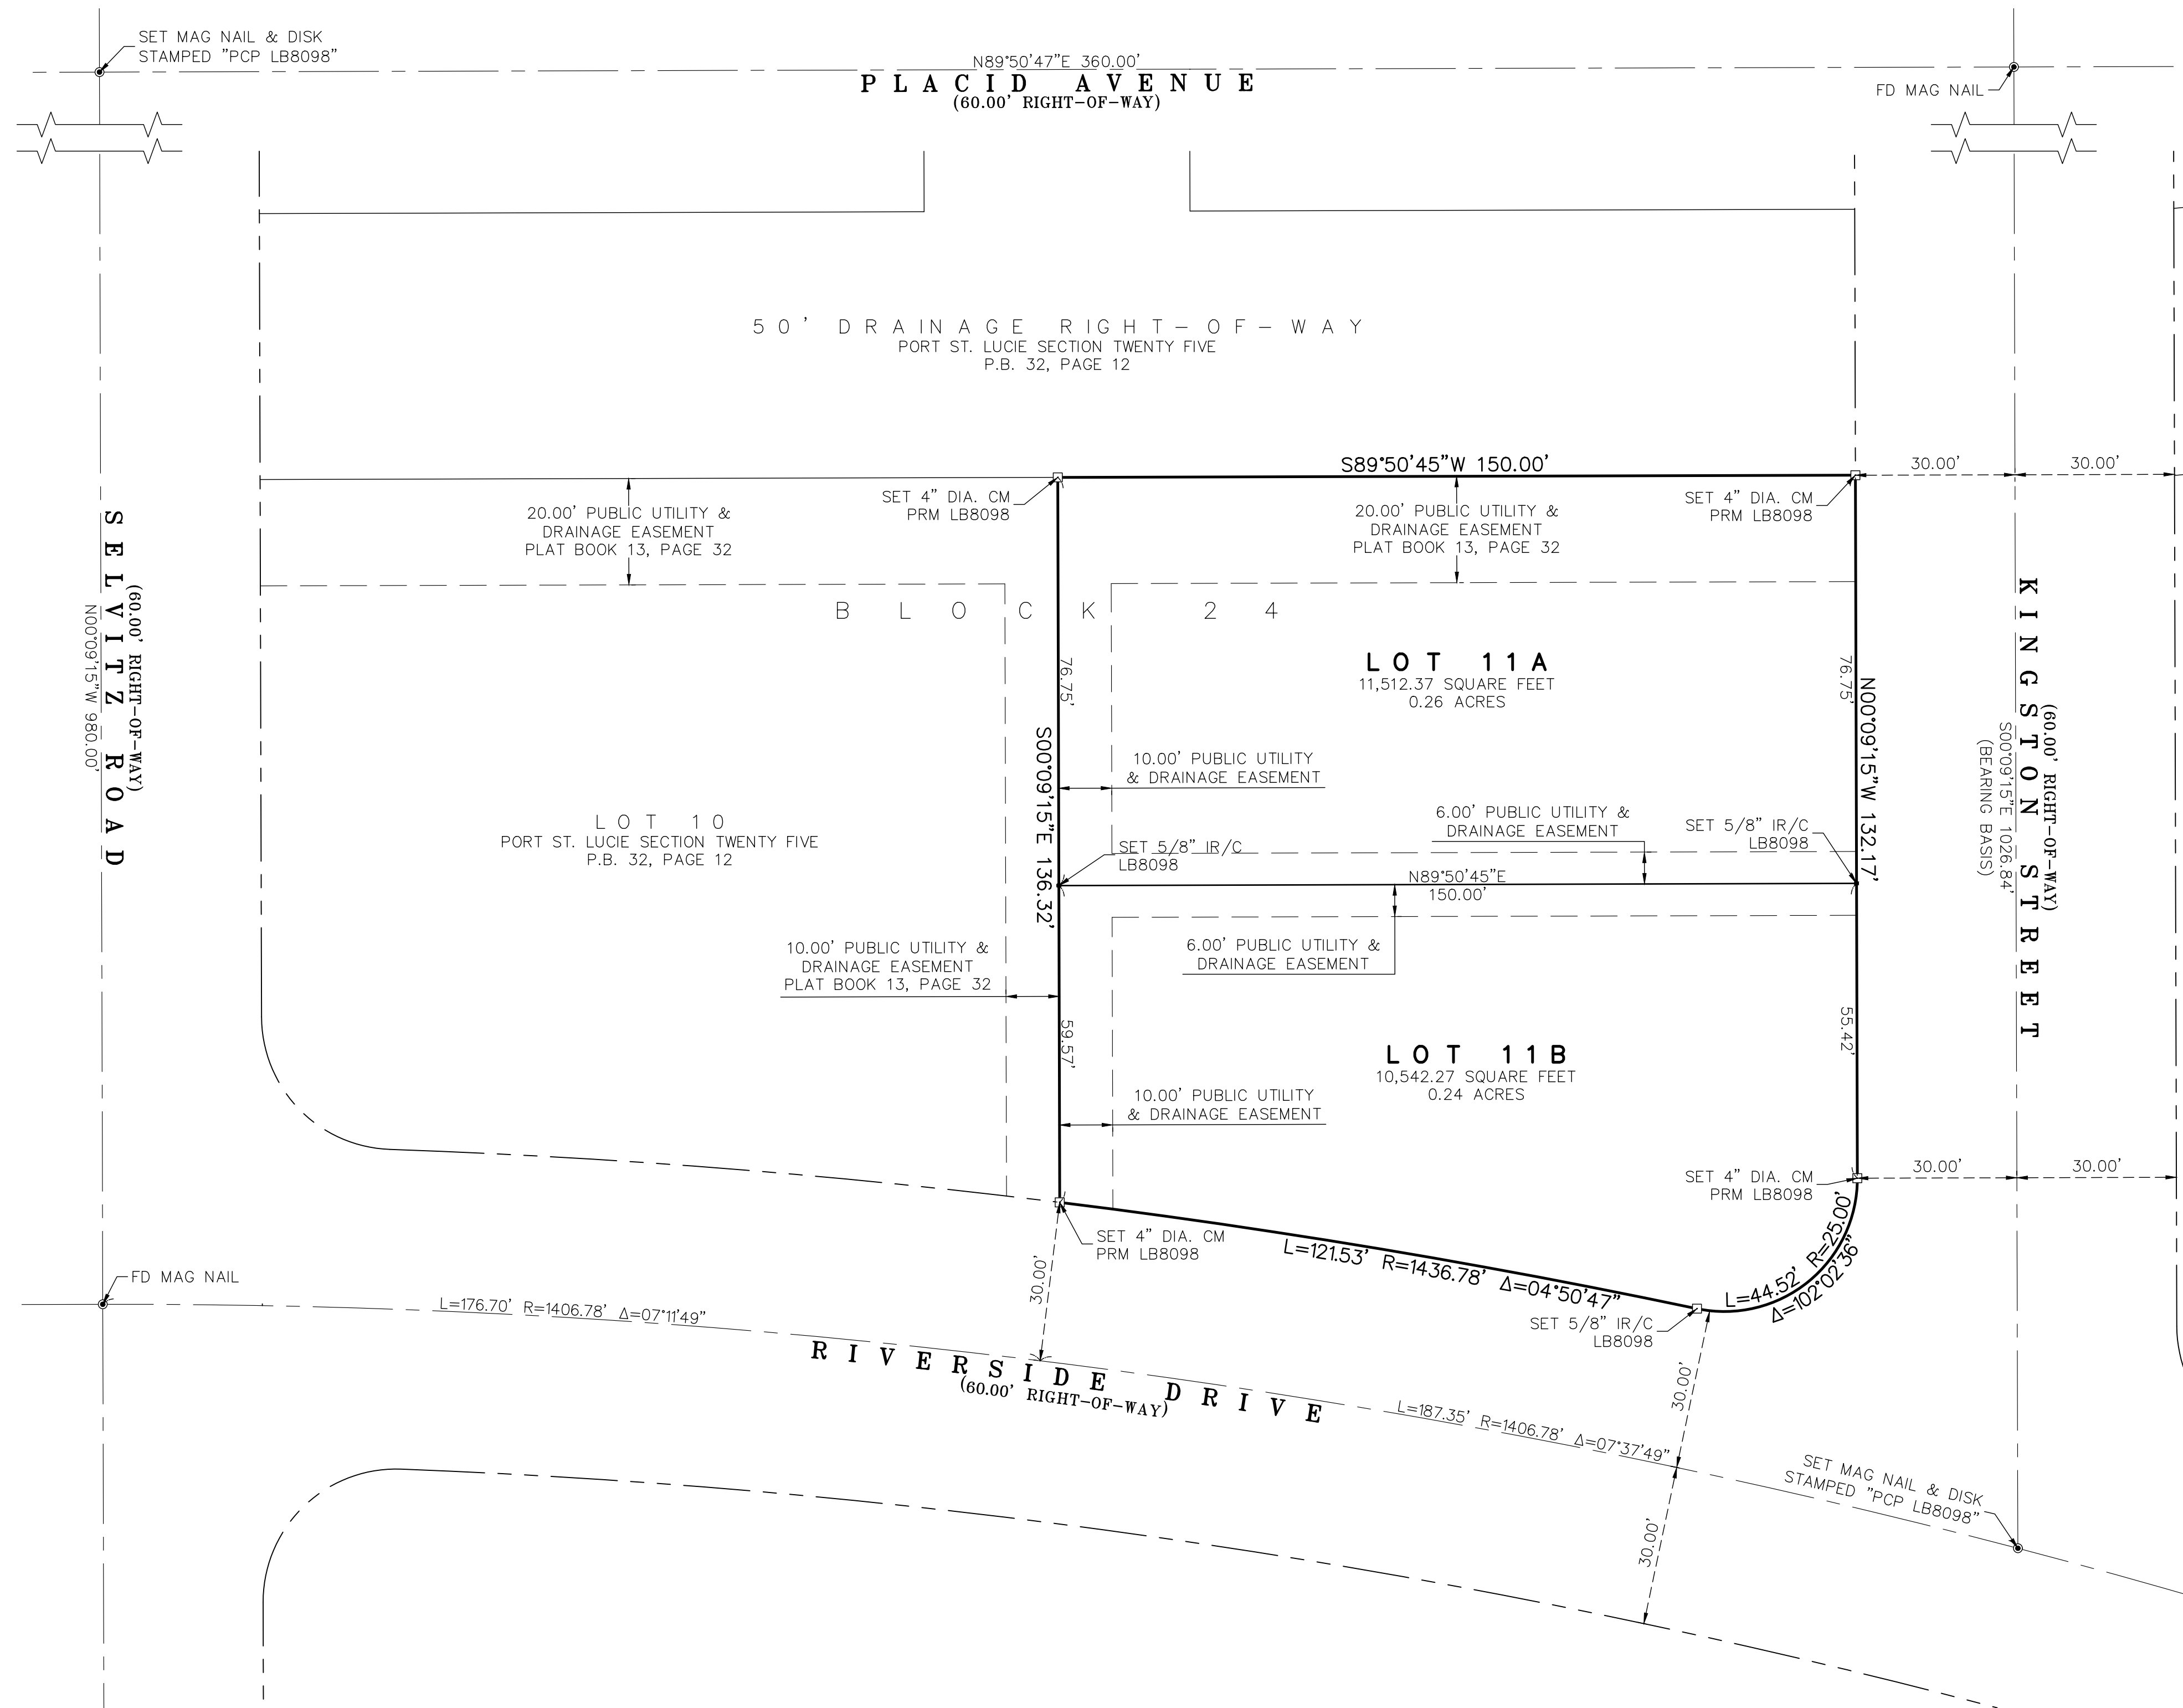 SET MAG NAIL & DISK
STAMPED "PCP LB8098"
N89°50'47"E 360.00'
PLACID AVENUE
(60.00' RIGHT-OF-WAY)
FD MAG NAIL
50' DRAINAGE RIGHT-OF-WAY
PORT ST. LUCIE SECTION TWENTY FIVE
P.B. 32, PAGE 12
S89°50'45"W 150.00'
30.00'
30.00'
SET 4" DIA. CM
PRM LB8098
SET 4" DIA. CM
PRM LB8098
20.00' PUBLIC UTILITY &
DRAINAGE EASEMENT
PLAT BOOK 13, PAGE 32
20.00' PUBLIC UTILITY &
DRAINAGE EASEMENT
PLAT BOOK 13, PAGE 32
SELVITZ ROAD
(60.00' RIGHT-OF-WAY)
N00°09'15"W 980.00'
BLOCK 24
LOT 11A
11,512.37 SQUARE FEET
0.26 ACRES
76.75'
76.75'
S00°09'15"E 136.32'
N00°09'15"W 132.17'
KINGSTON STREET
(60.00' RIGHT-OF-WAY)
S00°09'15"E 1026.84'
(BEARING BASIS)
10.00' PUBLIC UTILITY
& DRAINAGE EASEMENT
LOT 10
PORT ST. LUCIE SECTION TWENTY FIVE
P.B. 32, PAGE 12
6.00' PUBLIC UTILITY &
DRAINAGE EASEMENT
SET 5/8" IR/C
LB8098
SET 5/8" IR/C
LB8098
N89°50'45"E
150.00'
10.00' PUBLIC UTILITY &
DRAINAGE EASEMENT
PLAT BOOK 13, PAGE 32
6.00' PUBLIC UTILITY &
DRAINAGE EASEMENT
59.57'
55.42'
LOT 11B
10,542.27 SQUARE FEET
0.24 ACRES
10.00' PUBLIC UTILITY
& DRAINAGE EASEMENT
SET 4" DIA. CM
PRM LB8098
30.00'
30.00'
SET 4" DIA. CM
PRM LB8098
L=121.53' R=1436.78' Δ=04°50'47"
L=44.52' R=25.00'
Δ=102°02'36"
SET 5/8" IR/C
LB8098
30.00'
FD MAG NAIL
L=176.70' R=1406.78' Δ=07°11'49"
RIVERSIDE DRIVE
(60.00' RIGHT-OF-WAY)
30.00'
L=187.35' R=1406.78' Δ=07°37'49"
30.00'
SET MAG NAIL & DISK
STAMPED "PCP LB8098"